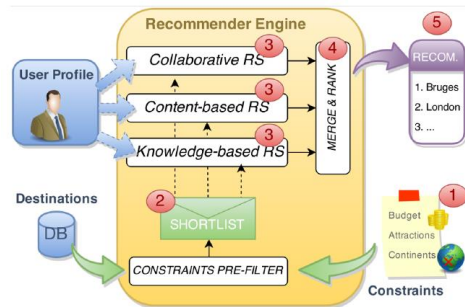 Recommender Engine
5
User Profile
Collaborative RS
3
4
RECOM.
1. Bruges
2. London
3. ...
Content-based RS
3
MERGE & RANK
Knowledge-based RS
3
Destinations
DB
2
SHORTLIST
1
Budget
Attractions
Continents
CONSTRAINTS PRE-FILTER
Constraints